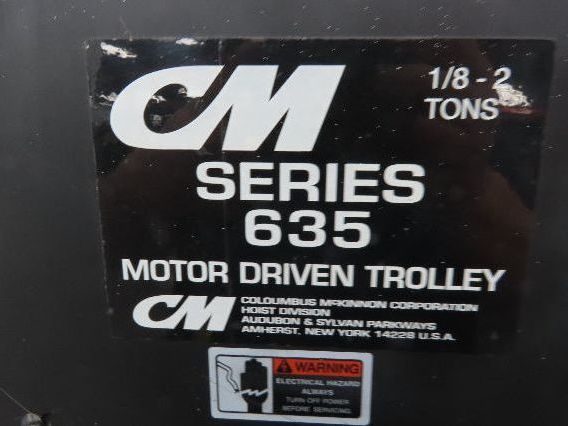 CM
1/8 - 2
TONS
SERIES
635
MOTOR DRIVEN TROLLEY
CM
COLOUMBUS McKINNON CORPORATION
HOIST DIVISION
AUDUBON & SYLVAN PARKWAYS
AMHERST, NEW YORK 14228 U.S.A.
WARNING
ELECTRICAL HAZARD
ALWAYS
TURN OFF POWER
BEFORE SERVICING